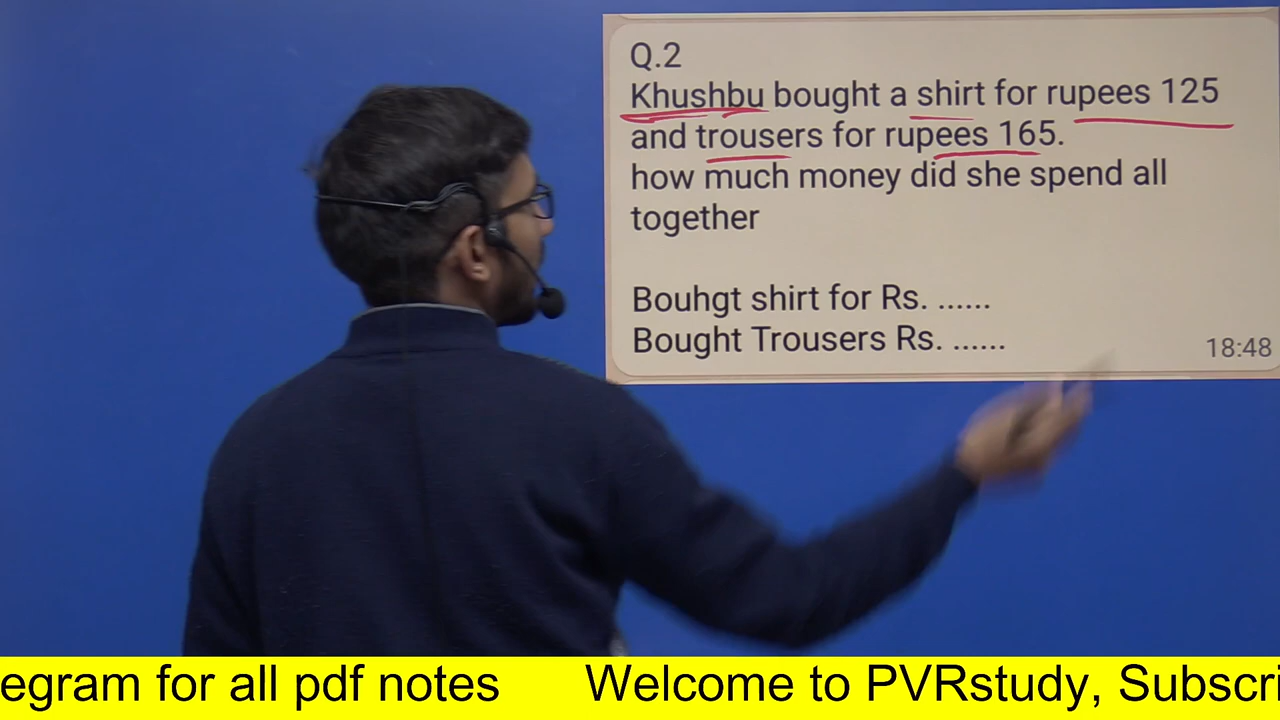 Q.2
Khushbu bought a shirt for rupees 125
and trousers for rupees 165.
how much money did she spend all
together
Bouhgt shirt for Rs. ......
Bought Trousers Rs. ......
18:48
egram for all pdf notes Welcome to PVRstudy, Subscri